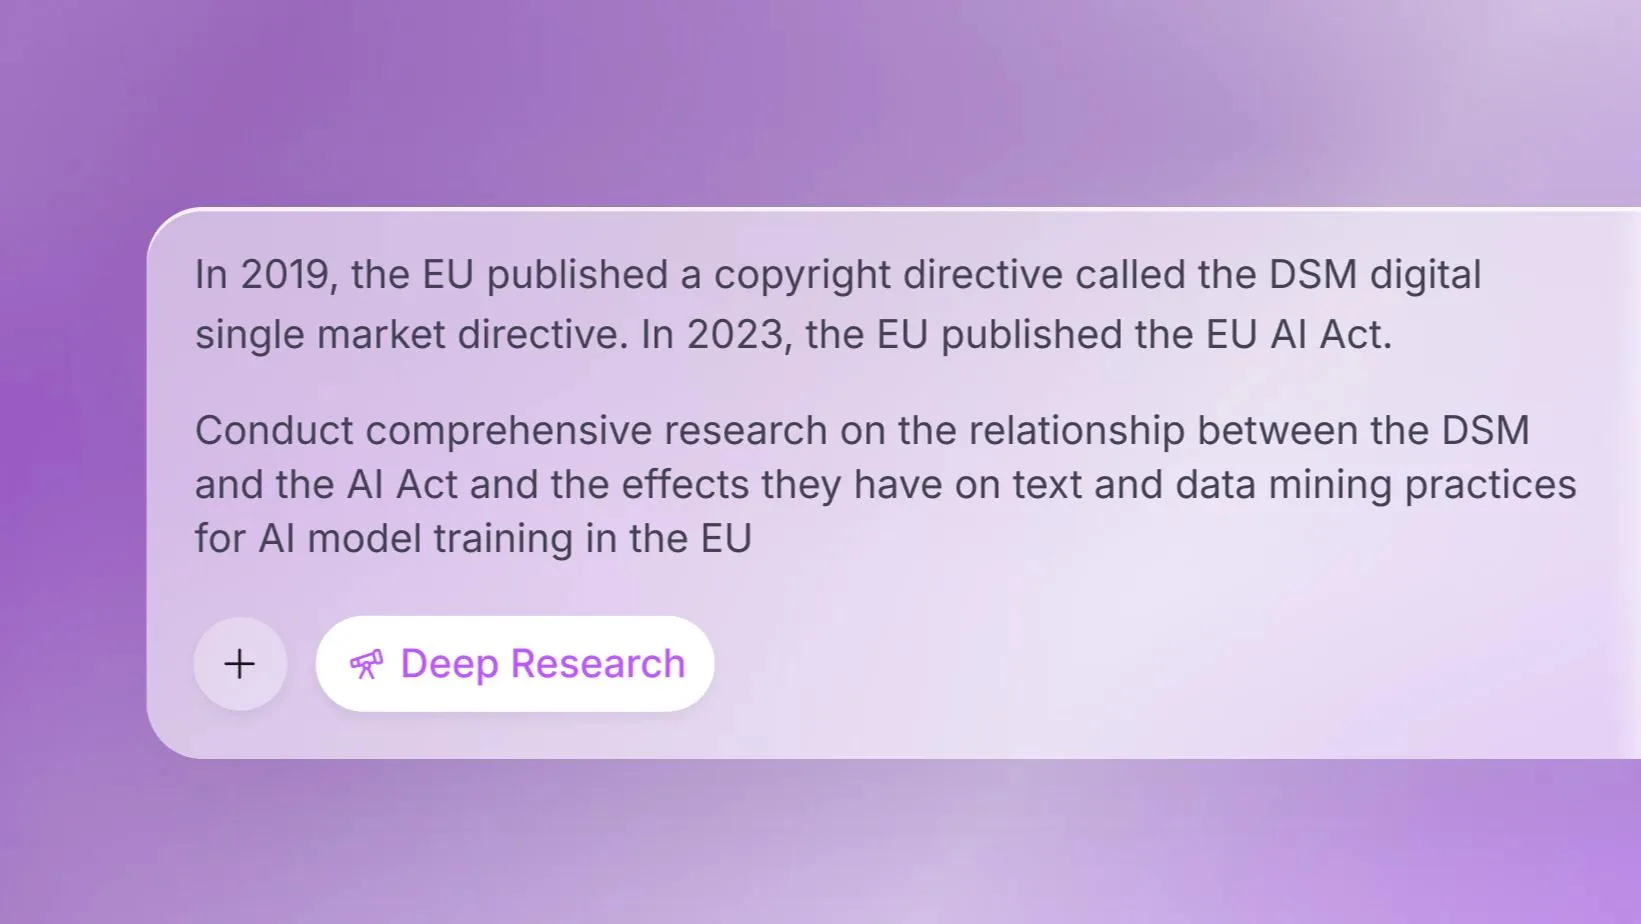 In 2019, the EU published a copyright directive called the DSM digital
single market directive. In 2023, the EU published the EU AI Act.
Conduct comprehensive research on the relationship between the DSM
and the AI Act and the effects they have on text and data mining practices
for AI model training in the EU
Deep Research